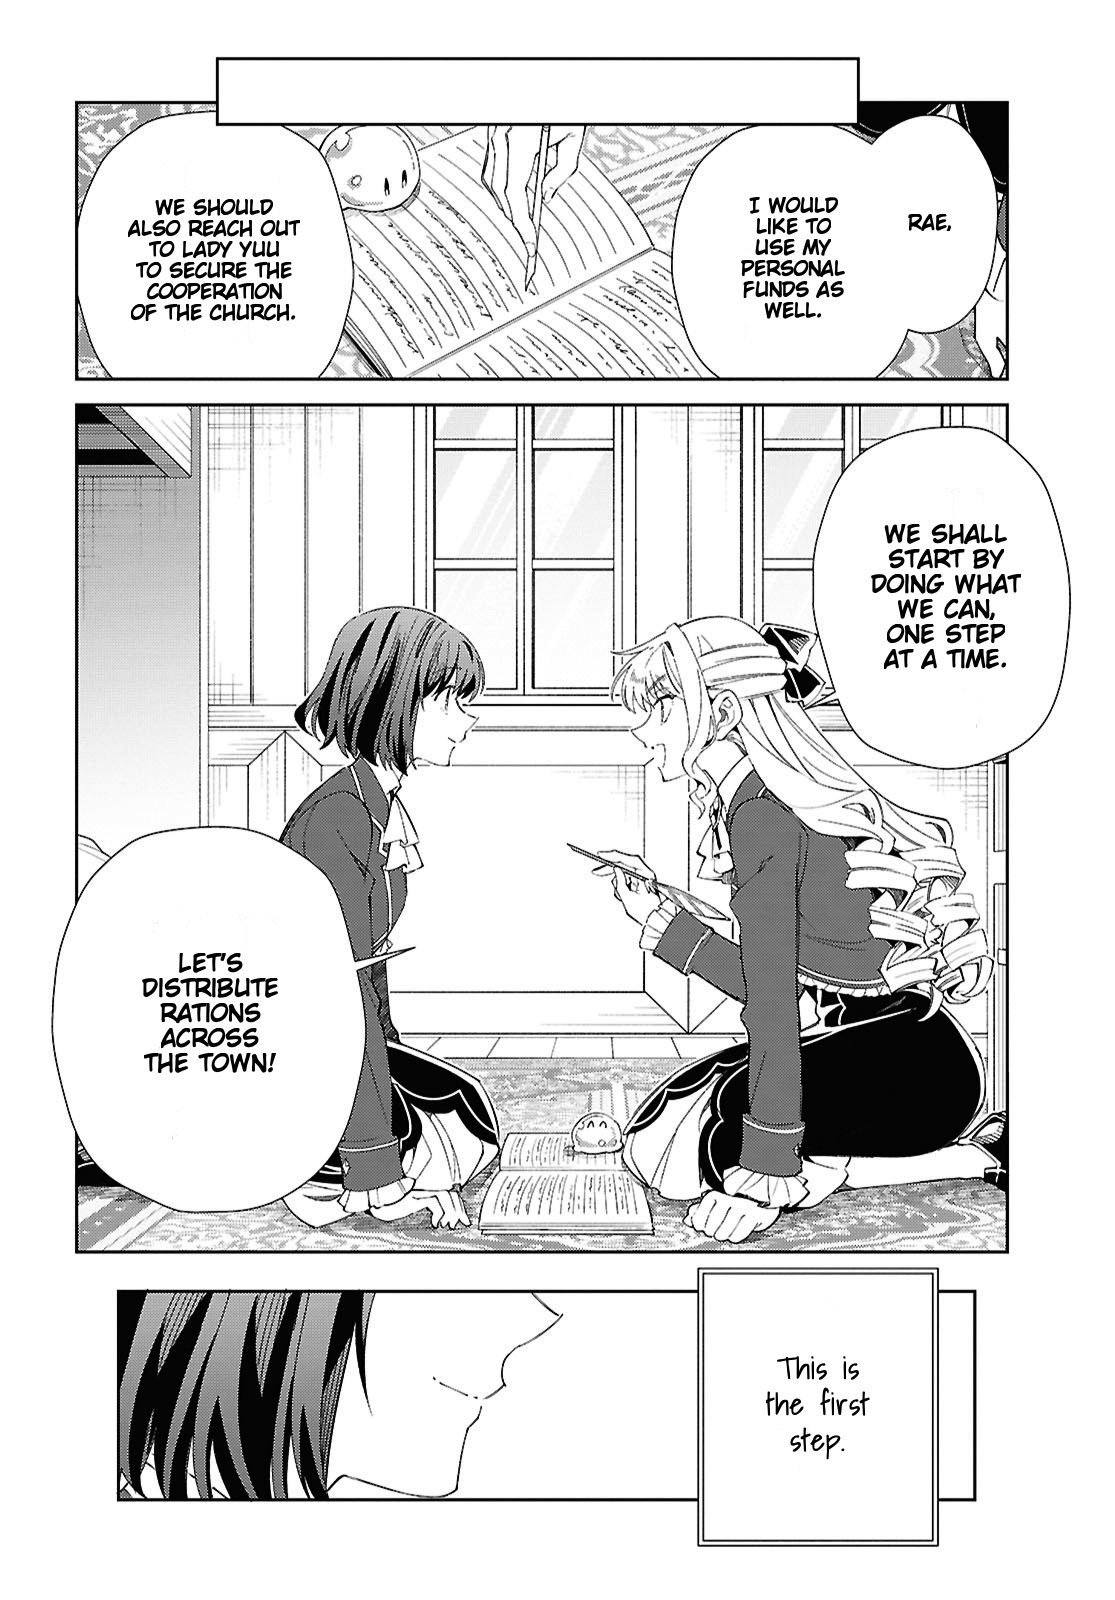 RAE,
I WOULD
LIKE TO
USE MY
PERSONAL
FUNDS AS
WELL.
WE SHOULD
ALSO REACH OUT
TO LADY YUU
TO SECURE THE
COOPERATION
OF THE CHURCH.
WE SHALL
START BY
DOING WHAT
WE CAN,
ONE STEP
AT A TIME.
LET'S
DISTRIBUTE
RATIONS
ACROSS
THE TOWN!
This is
the first
step.